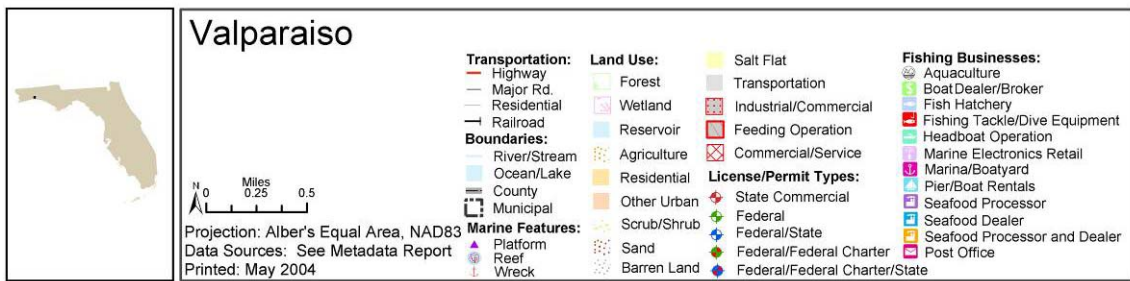 Valparaiso
N
Miles
0 0.25 0.5
Projection: Alber's Equal Area, NAD83
Data Sources: See Metadata Report
Printed: May 2004
Transportation:
Highway
Major Rd.
Residential
Railroad
Boundaries:
River/Stream
Ocean/Lake
County
Municipal
Marine Features:
Platform
Reef
Wreck
Land Use:
Forest
Wetland
Reservoir
Agriculture
Residential
Other Urban
Scrub/Shrub
Sand
Barren Land
Salt Flat
Transportation
Industrial/Commercial
Feeding Operation
Commercial/Service
License/Permit Types:
State Commercial
Federal
Federal/State
Federal/Federal Charter
Federal/Federal Charter/State
Fishing Businesses:
Aquaculture
Boat Dealer/Broker
Fish Hatchery
Fishing Tackle/Dive Equipment
Headboat Operation
Marine Electronics Retail
Marina/Boatyard
Pier/Boat Rentals
Seafood Processor
Seafood Dealer
Seafood Processor and Dealer
Post Office